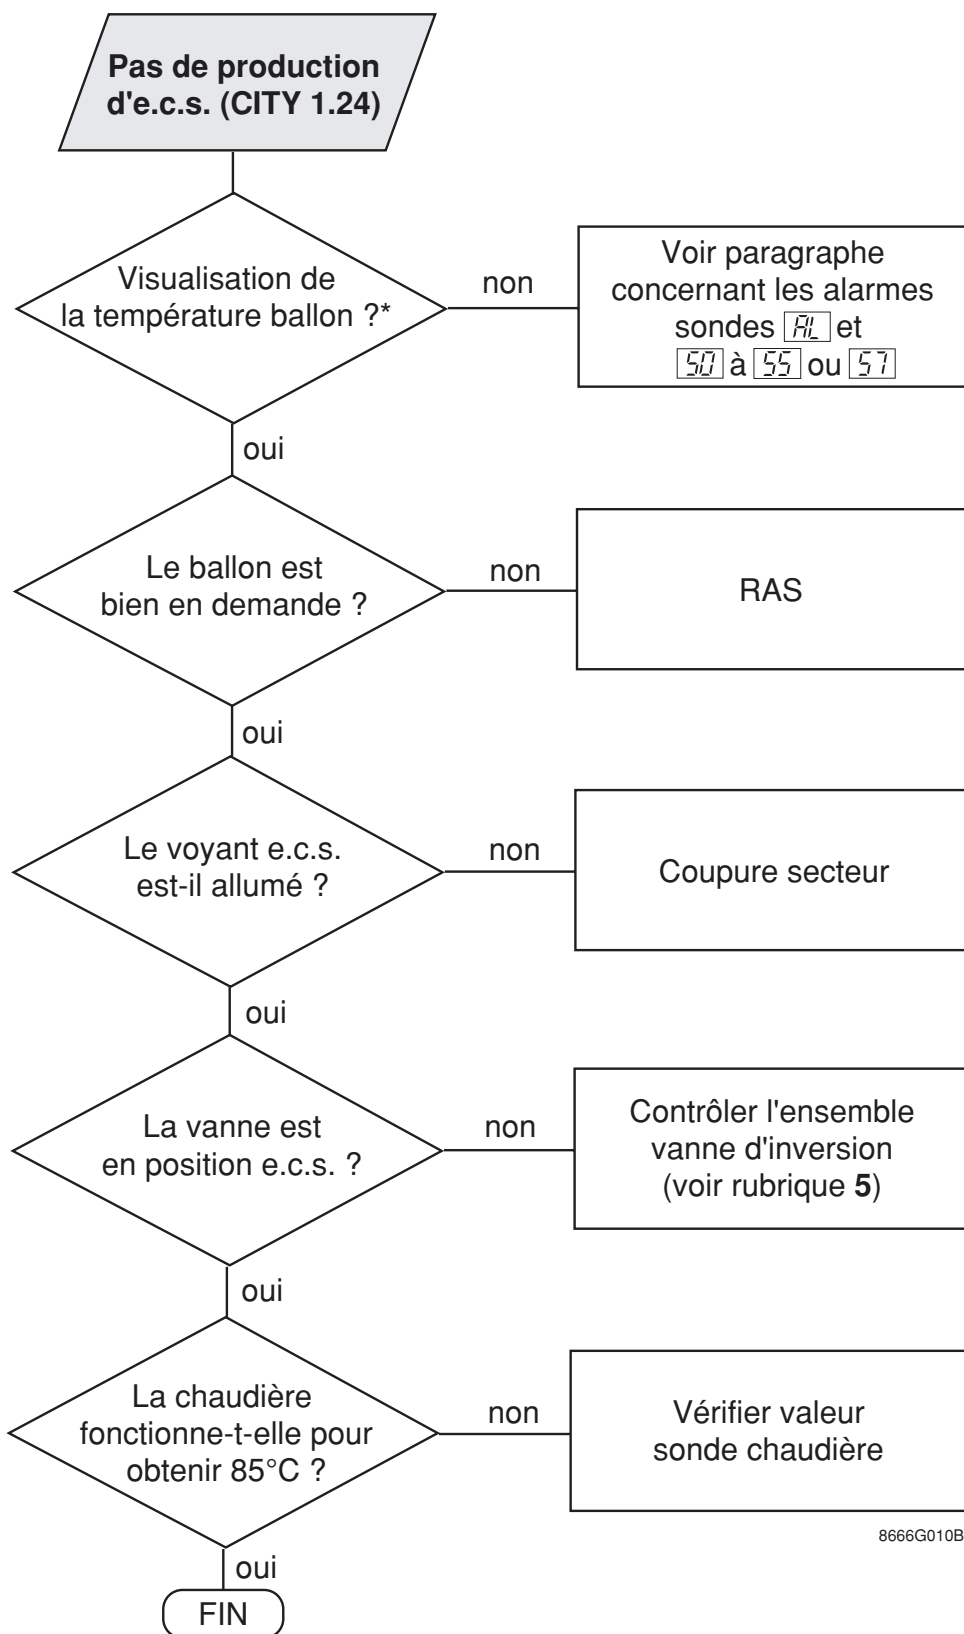 Pas de production
d'e.c.s. (CITY 1.24)
Visualisation de
la température ballon ?*
non
Voir paragraphe
concernant les alarmes
sondes AL et
50 à 55 ou 57
oui
Le ballon est
bien en demande ?
non
RAS
oui
Le voyant e.c.s.
est-il allumé ?
non
Coupure secteur
oui
La vanne est
en position e.c.s. ?
non
Contrôler l'ensemble
vanne d'inversion
(voir rubrique 5)
oui
La chaudière
fonctionne-t-elle pour
obtenir 85°C ?
non
Vérifier valeur
sonde chaudière
8666G010B
oui
FIN